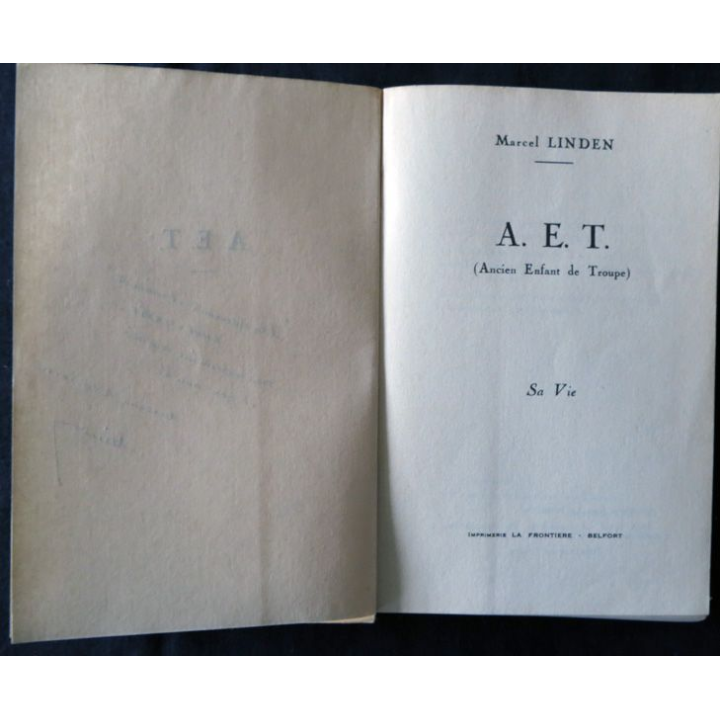 A E T
Marcel LINDEN
A. E. T.
(Ancien Enfant de Troupe)
Sa Vie
IMPRIMERIE LA FRONTIERE - BELFORT